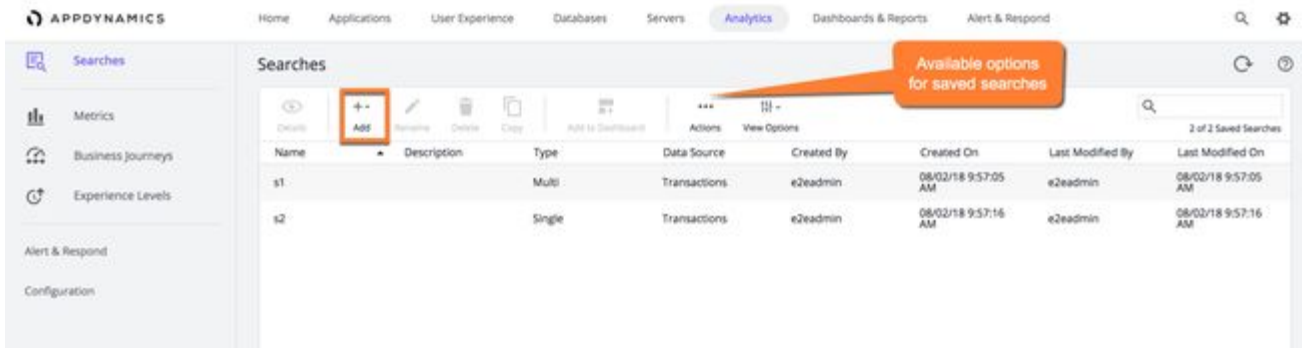 APPDYNAMICS
Home Applications User Experience Databases Servers Analytics Dashboards & Reports Alert & Respond
Searches
Metrics
Business Journeys
Experience Levels
Alert & Respond
Configuration
Searches
Available options
for saved searches
Details Add Rename Delete Copy Add to Dashboard Actions View Options
2 of 2 Saved Searches
Name Description Type Data Source Created By Created On Last Modified By Last Modified On
s1 Multi Transactions e2eadmin 08/02/18 9:57:05 AM e2eadmin 08/02/18 9:57:05 AM
s2 Single Transactions e2eadmin 08/02/18 9:57:16 AM e2eadmin 08/02/18 9:57:16 AM